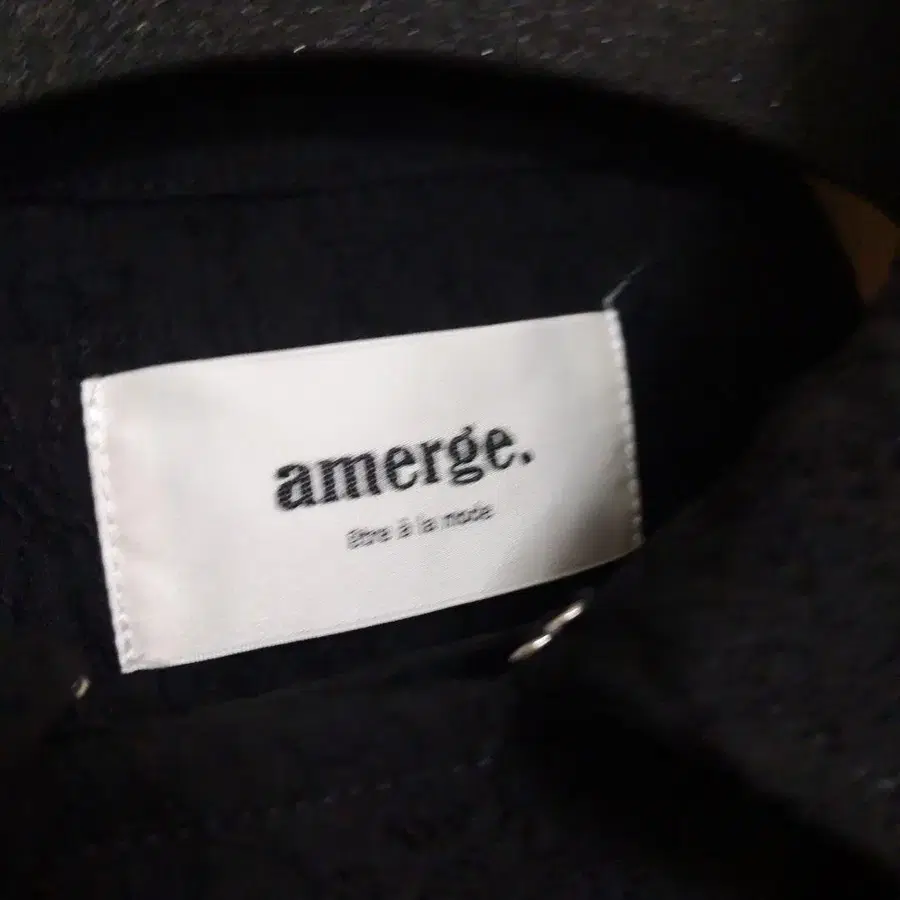 amerge.
être à la mode